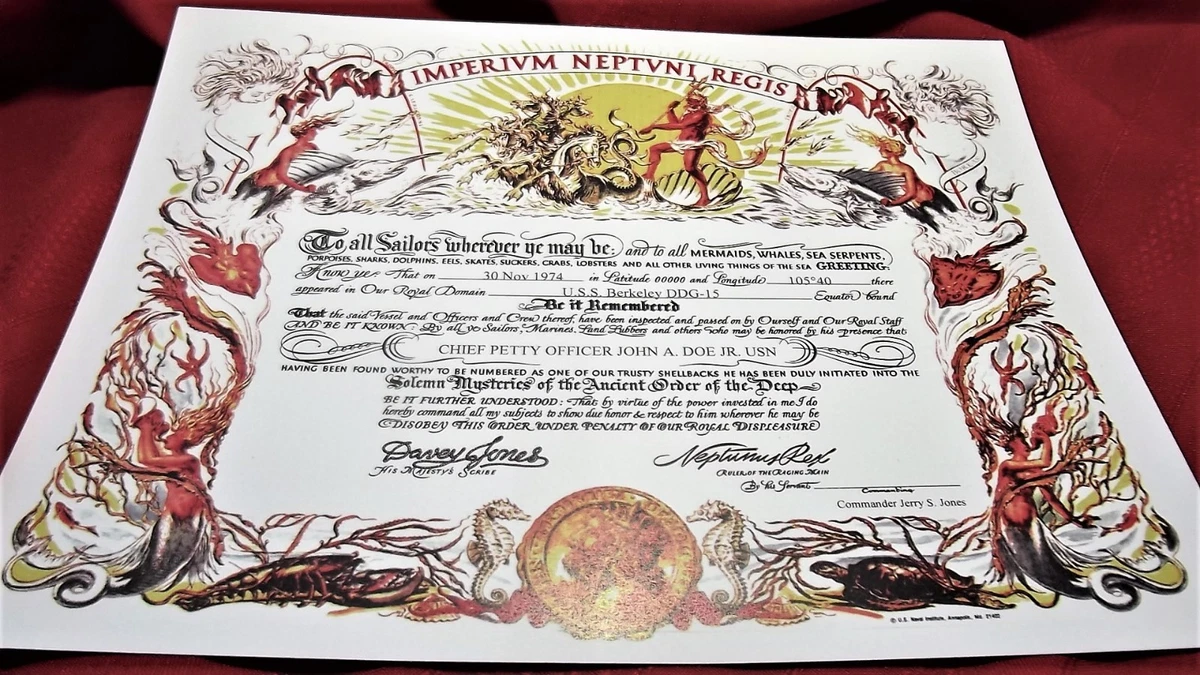 IMPERIVM NEPTVNI REGIS
To all Sailors wherever ye may be: and to all MERMAIDS, WHALES, SEA SERPENTS,
PORPOISES, SHARKS, DOLPHINS, EELS, SKATES, SUCKERS, CRABS, LOBSTERS AND ALL OTHER LIVING THINGS OF THE SEA GREETING:
Know ye: That on 30 Nov 1974 in Latitude 00000 and Longitude 105°40 there
appeared in Our Royal Domain U.S.S. Berkeley DDG-15 Equator bound
Be it Remembered
That the said Vessel and Officers and Crew thereof, have been inspected and passed on by Ourself and Our Royal Staff
AND BE IT KNOWN: By all ye Sailors, Marines, Land Lubbers and others who may be honored by his presence that
CHIEF PETTY OFFICER JOHN A. DOE JR. USN
HAVING BEEN FOUND WORTHY TO BE NUMBERED AS ONE OF OUR TRUSTY SHELLBACKS HE HAS BEEN DULY INITIATED INTO THE
Solemn Mysteries of the Ancient Order of the Deep
BE IT FURTHER UNDERSTOOD: That by virtue of the power invested in me I do
hereby command all my subjects to show due honor & respect to him wherever he may be
DISOBEY THIS ORDER UNDER PENALTY OF OUR ROYAL DISPLEASURE
Davey Jones
HIS MAJESTY'S SCRIBE
Neptunus Rex
RULER OF THE RAGING MAIN
By his Servant
Commanding
Commander Jerry S. Jones
© U.S. Naval Institute, Annapolis, Md. 21402